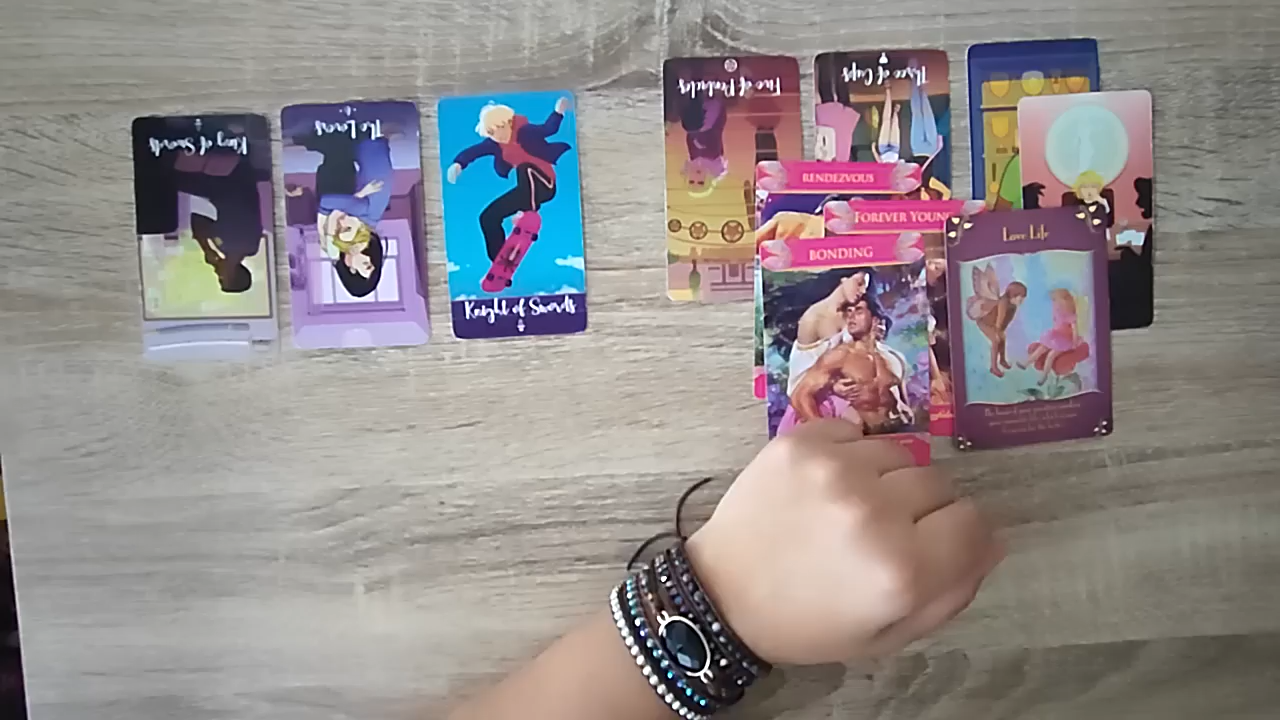 King of Swords
The Lovers
Knight of Swords
Five of Pentacles
Three of Cups
RENDEZVOUS
FOREVER YOUNG
BONDING
Love Life